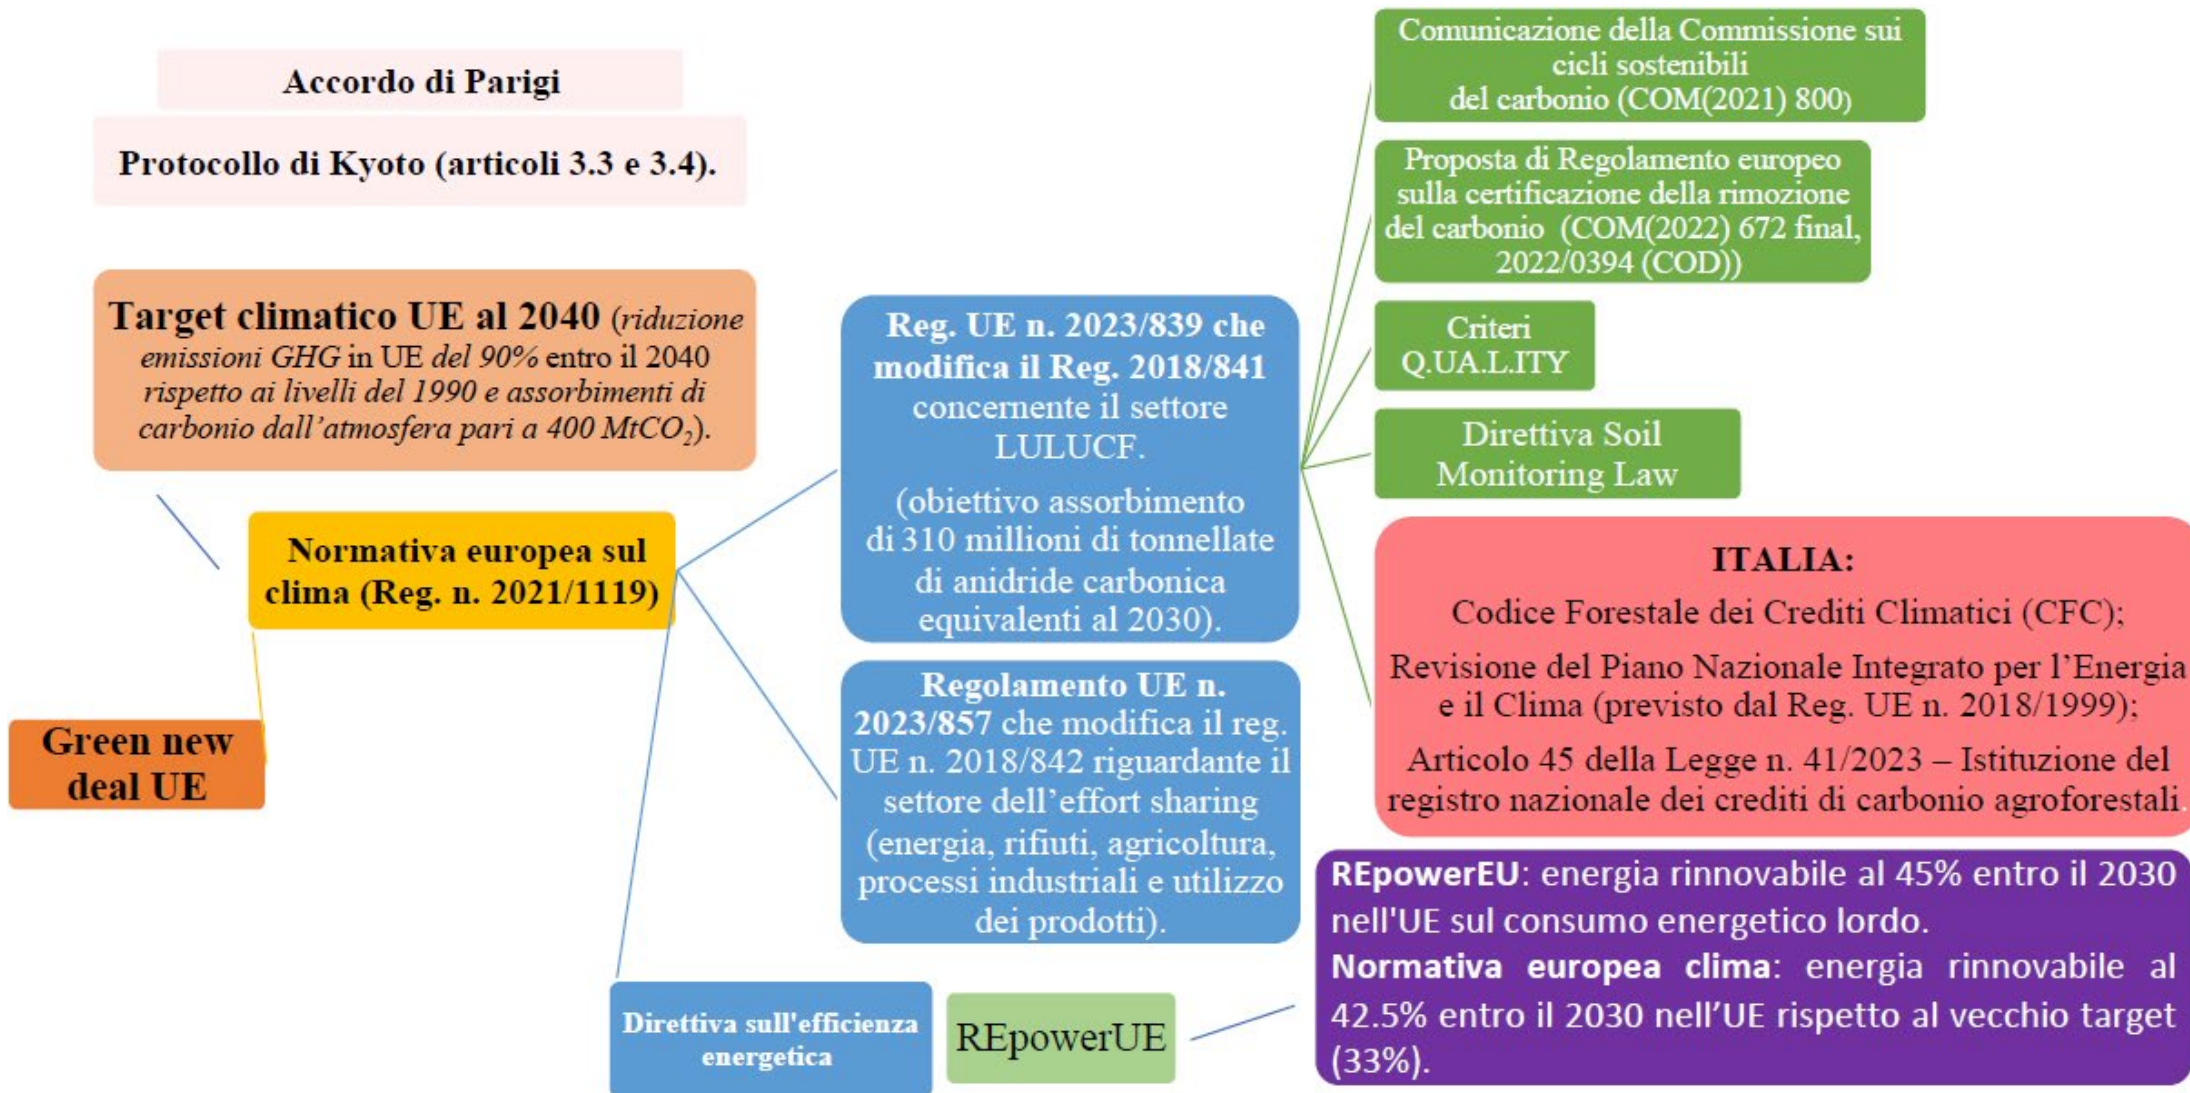 Accordo di Parigi
Protocollo di Kyoto (articoli 3.3 e 3.4).
Target climatico UE al 2040 (riduzione
emissioni GHG in UE del 90% entro il 2040
rispetto ai livelli del 1990 e assorbimenti di
carbonio dall’atmosfera pari a 400 MtCO₂).
Normativa europea sul
clima (Reg. n. 2021/1119)
Green new
deal UE
Reg. UE n. 2023/839 che
modifica il Reg. 2018/841
concernente il settore
LULUCF.
(obiettivo assorbimento
di 310 millioni di tonnellate
di anidride carbonica
equivalenti al 2030).
Regolamento UE n.
2023/857 che modifica il reg.
UE n. 2018/842 riguardante il
settore dell’effort sharing
(energia, rifiuti, agricoltura,
processi industriali e utilizzo
dei prodotti).
Direttiva sull'efficienza
energetica
REpowerUE
Comunicazione della Commissione sui
cicli sostenibili
del carbonio (COM(2021) 800)
Proposta di Regolamento europeo
sulla certificazione della rimozione
del carbonio (COM(2022) 672 final,
2022/0394 (COD))
Criteri
Q.UA.L.ITY
Direttiva Soil
Monitoring Law
ITALIA:
Codice Forestale dei Crediti Climatici (CFC);
Revisione del Piano Nazionale Integrato per l’Energia
e il Clima (previsto dal Reg. UE n. 2018/1999);
Articolo 45 della Legge n. 41/2023 – Istituzione del
registro nazionale dei crediti di carbonio agroforestali.
REpowerEU: energia rinnovabile al 45% entro il 2030
nell'UE sul consumo energetico lordo.
Normativa europea clima: energia rinnovabile al
42.5% entro il 2030 nell’UE rispetto al vecchio target
(33%).